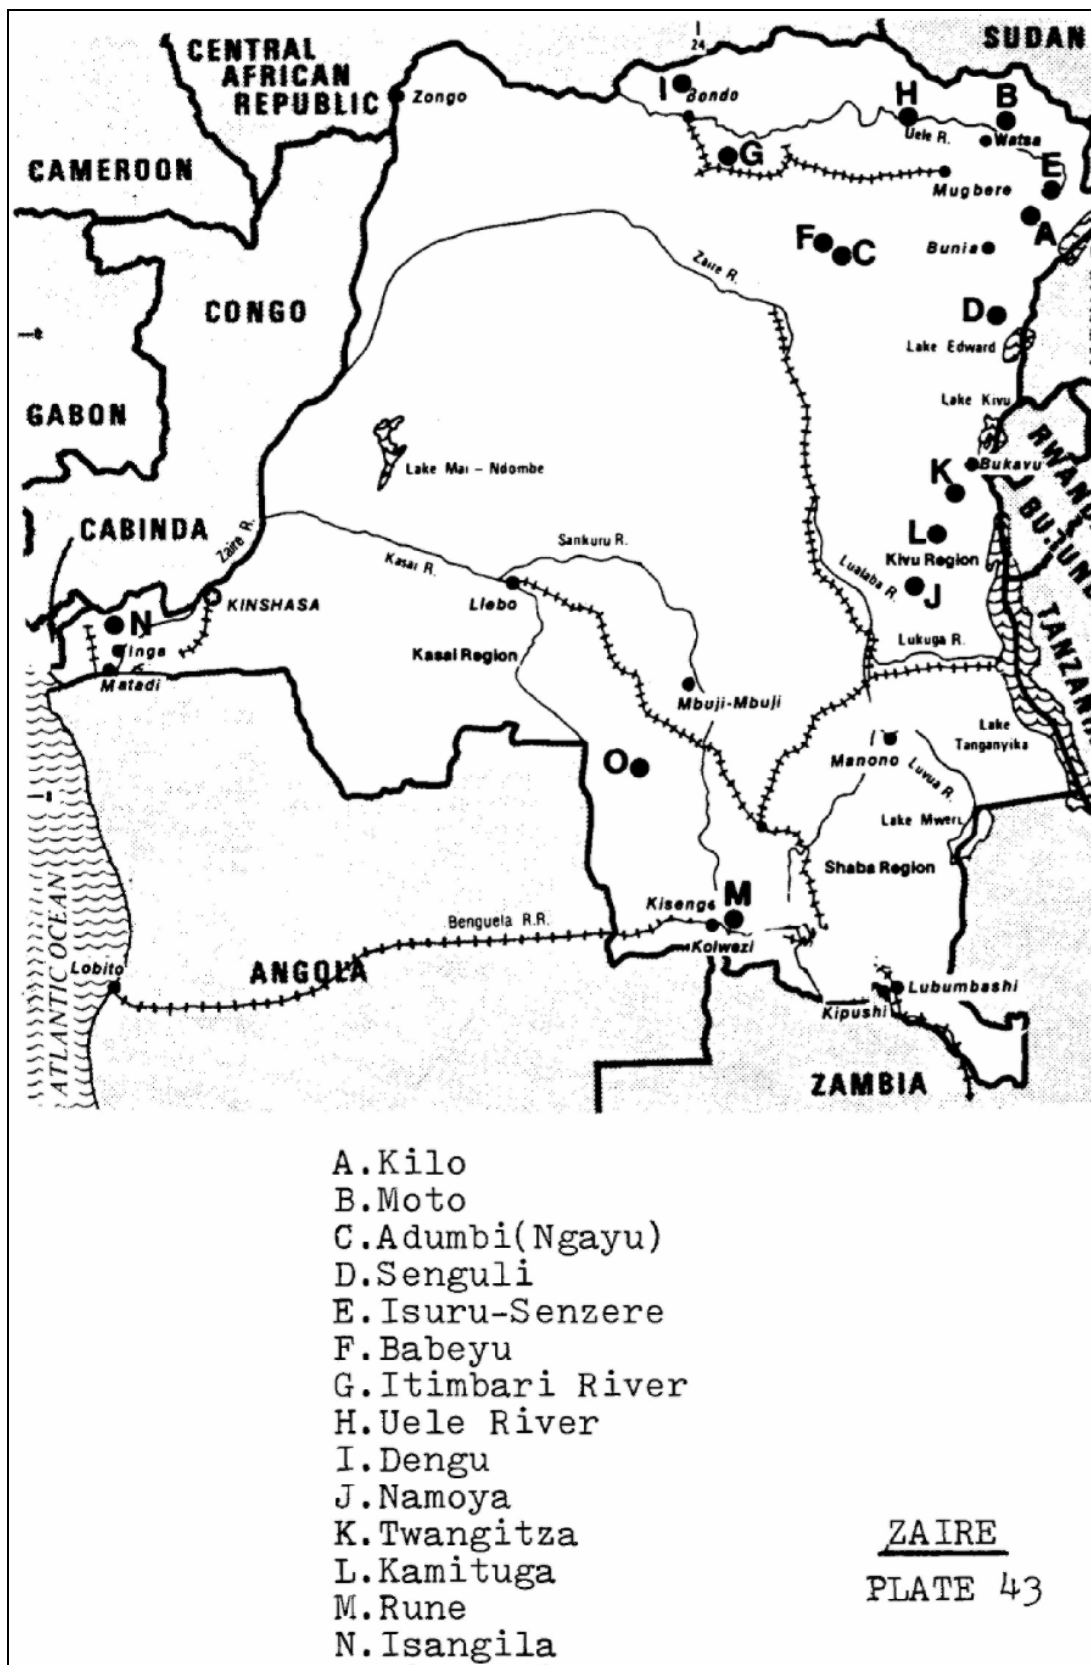 24
SUDAN
CENTRAL
AFRICAN
REPUBLIC
Zongo
I
Bondo
H
B
Uele R.
Watsa
CAMEROON
G
E
Mugbere
A
F
C
Bunia
Zaire R.
CONGO
D
Lake Edward
GABON
Lake Kivu
RWAND
Lake Mai – Ndombe
Bukavu
K
BUJUND
CABINDA
Zaire R.
Sankuru R.
L
Kasai R.
Kivu Region
Lualaba R.
J
KINSHASA
Llebo
TANZANIA
N
Inga
Kasai Region
Lukuga R.
Matadi
Mbuji-Mbuji
Lake
Tanganyika
O
Manono
Luvua R.
Lake Mweru
Shaba Region
M
Kisenge
Benguela R.R.
Kolwezi
ATLANTIC OCEAN
Lobito
ANGOLA
Lubumbashi
Kipushi
ZAMBIA
A.Kilo
B.Moto
C.Adumbi(Ngayu)
D.Senguli
E.Isuru-Senzere
F.Babeyu
G.Itimbari River
H.Uele River
I.Dengu
J.Namoya
K.Twangitza
L.Kamituga
M.Rune
N.Isangila
ZAIRE
PLATE 43